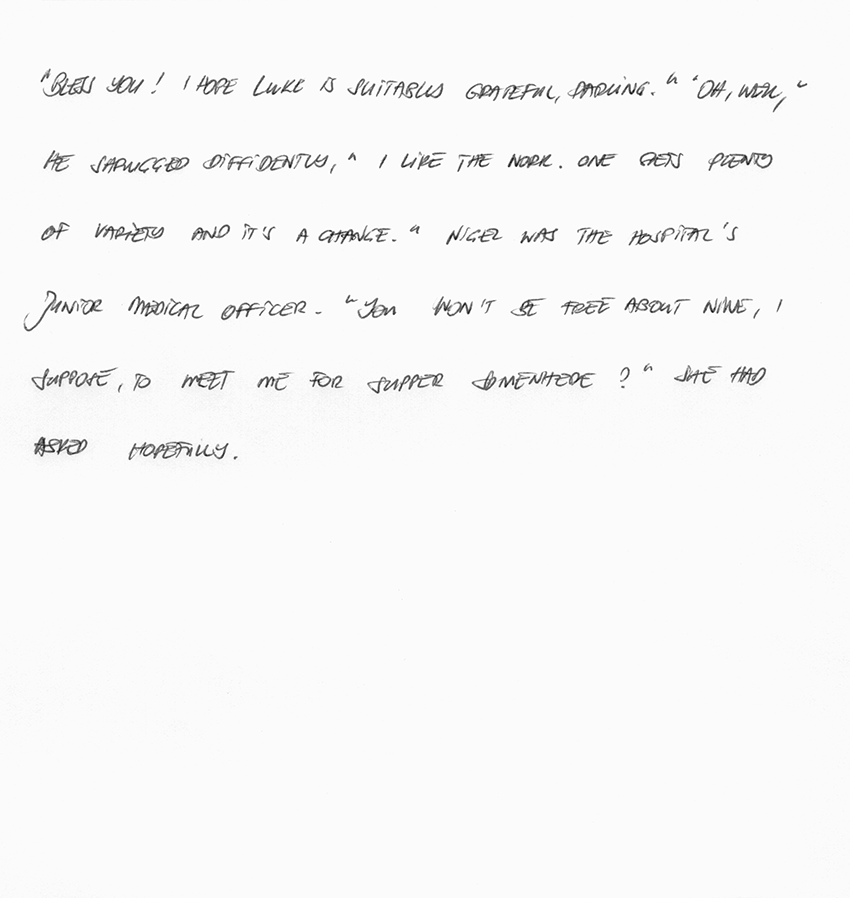 "BLESS YOU! I HOPE LUKE IS SUITABLY GRATEFUL, DARLING." "OH, WELL,"
HE SHRUGGED DIFFIDENTLY, "I LIKE THE WORK. ONE GETS PLENTY
OF VARIETY AND IT'S A CHANGE." NIGEL WAS THE HOSPITAL'S
JUNIOR MEDICAL OFFICER. "You WON'T BE FREE ABOUT NINE, I
SUPPOSE, TO MEET ME FOR SUPPER SOMEWHERE?" SHE HAD
ASKED HOPEFULLY.